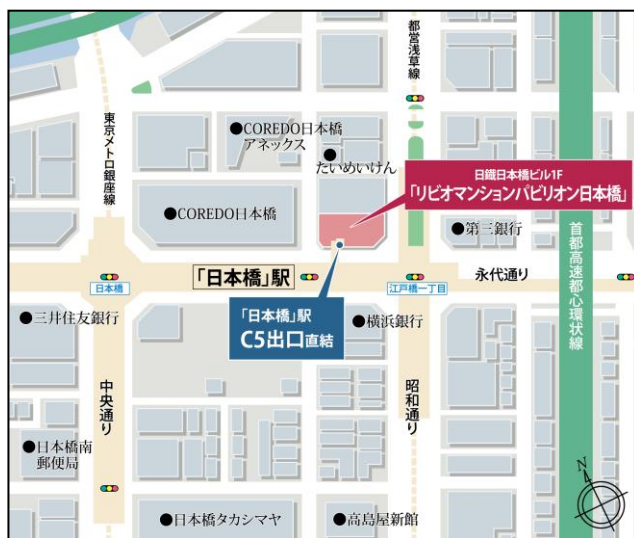 都営浅草線
東京メトロ銀座線
●COREDO日本橋
アネックス
●
たいめいけん
日鐵日本橋ビル1F
「リビオマンションパビリオン日本橋」
●COREDO日本橋
●第三銀行
首都高速都心環状線
「日本橋」駅
永代通り
日本橋
江戸橋一丁目
●三井住友銀行
「日本橋」駅
C5出口直結
●横浜銀行
中央通り
昭和通り
●日本橋南
郵便局
N
●日本橋タカシマヤ
●高島屋新館